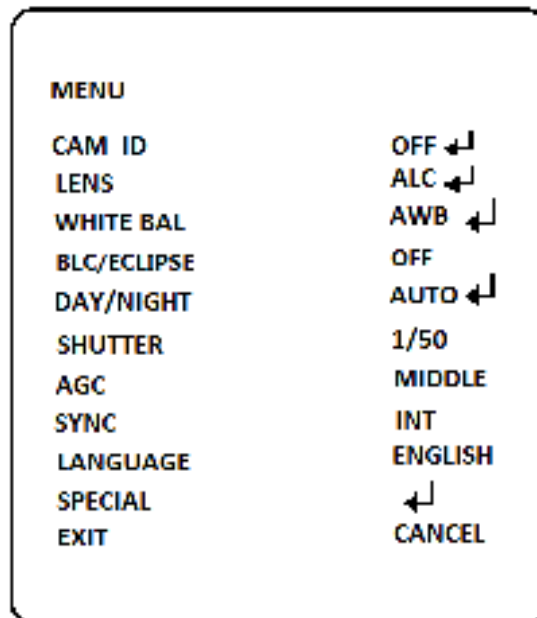 MENU
CAM ID OFF ↵
LENS ALC ↵
WHITE BAL AWB ↵
BLC/ECLIPSE OFF
DAY/NIGHT AUTO ↵
SHUTTER 1/50
AGC MIDDLE
SYNC INT
LANGUAGE ENGLISH
SPECIAL ↵
EXIT CANCEL